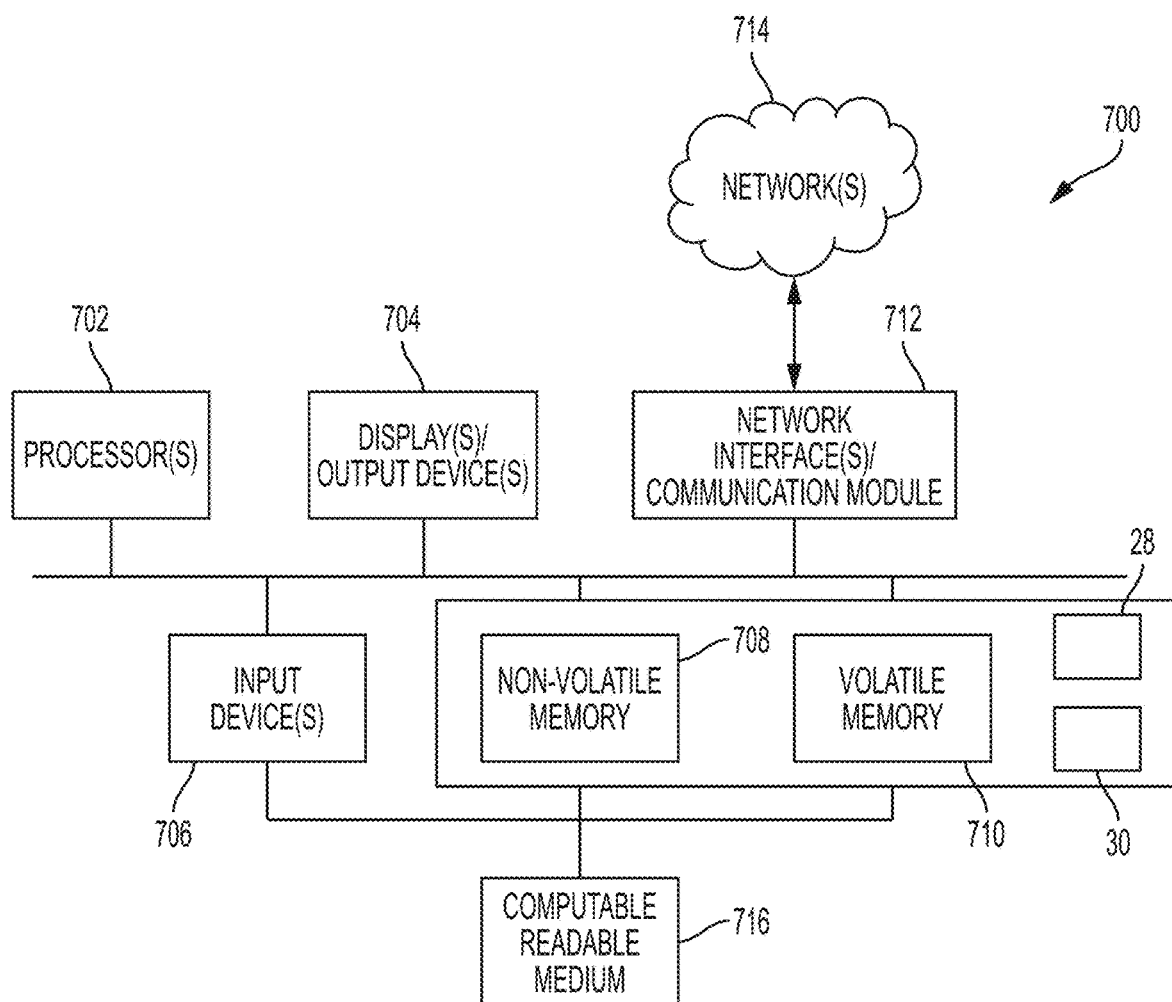 714
700
NETWORK(S)
702
704
712
PROCESSOR(S)
DISPLAY(S)/
OUTPUT DEVICE(S)
NETWORK
INTERFACE(S)/
COMMUNICATION MODULE
28
INPUT
DEVICE(S)
NON-VOLATILE
MEMORY
708
VOLATILE
MEMORY
706
710
30
COMPUTABLE
READABLE
MEDIUM
716